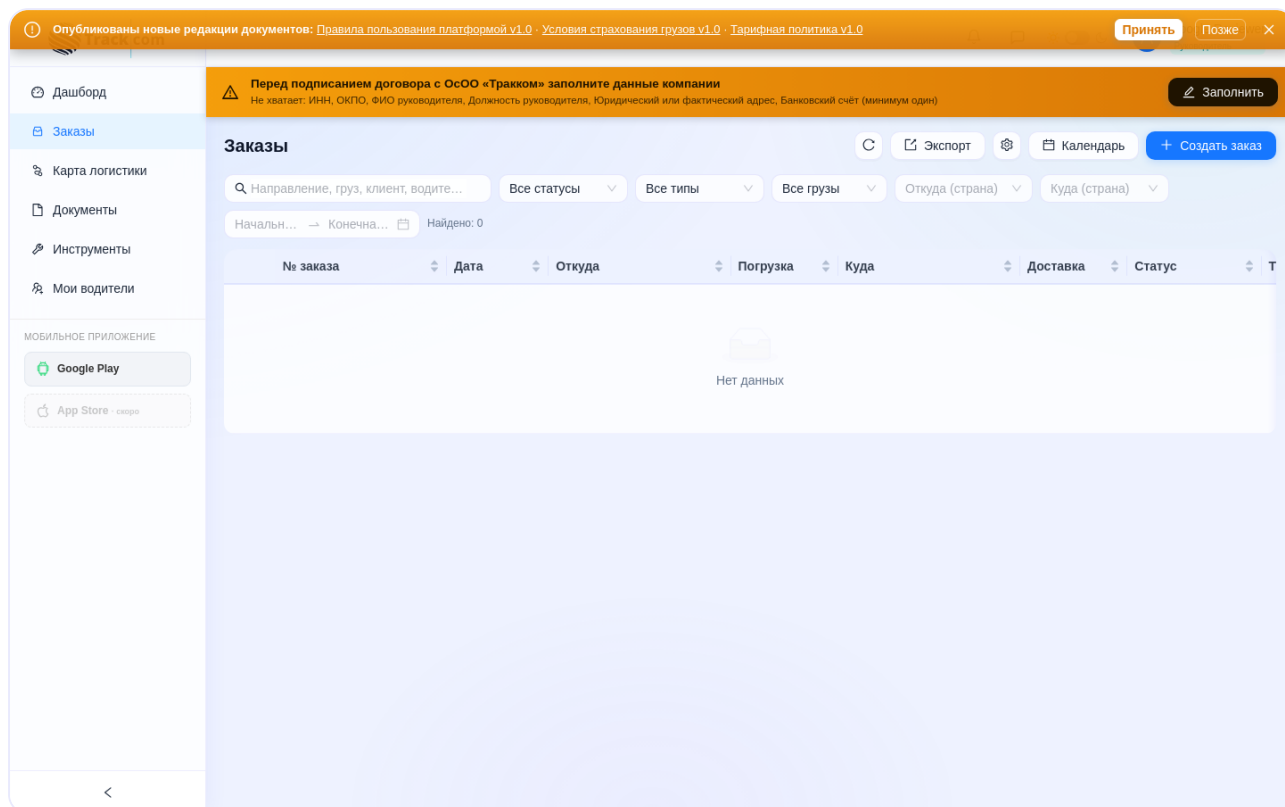 Опубликованы новые редакции документов: Правила пользования платформой v1.0 · Условия страхования грузов v1.0 · Тарифная политика v1.0
Принять
Позже
Перед подписанием договора с ОсОО «Тракком» заполните данные компании
Не хватает: ИНН, ОКПО, ФИО руководителя, Должность руководителя, Юридический или фактический адрес, Банковский счёт (минимум один)
Заполнить
Дашборд
Заказы
Карта логистики
Документы
Инструменты
Мои водители
МОБИЛЬНОЕ ПРИЛОЖЕНИЕ
Google Play
App Store · скоро
Заказы
Экспорт
Календарь
Создать заказ
Направление, груз, клиент, водите…
Все статусы
Все типы
Все грузы
Откуда (страна)
Куда (страна)
Начальн…
Конечна…
Найдено: 0
№ заказа
Дата
Откуда
Погрузка
Куда
Доставка
Статус
Нет данных